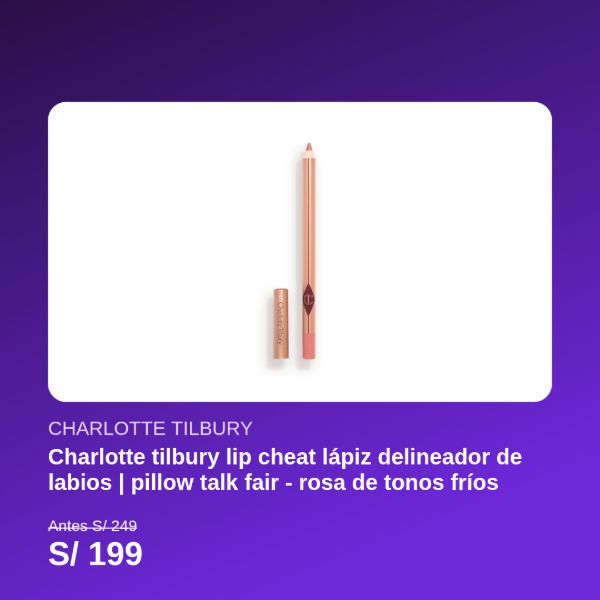 CHARLOTTE TILBURY
Charlotte tilbury lip cheat lápiz delineador de
labios | pillow talk fair - rosa de tonos fríos
Antes S/ 249
S/ 199